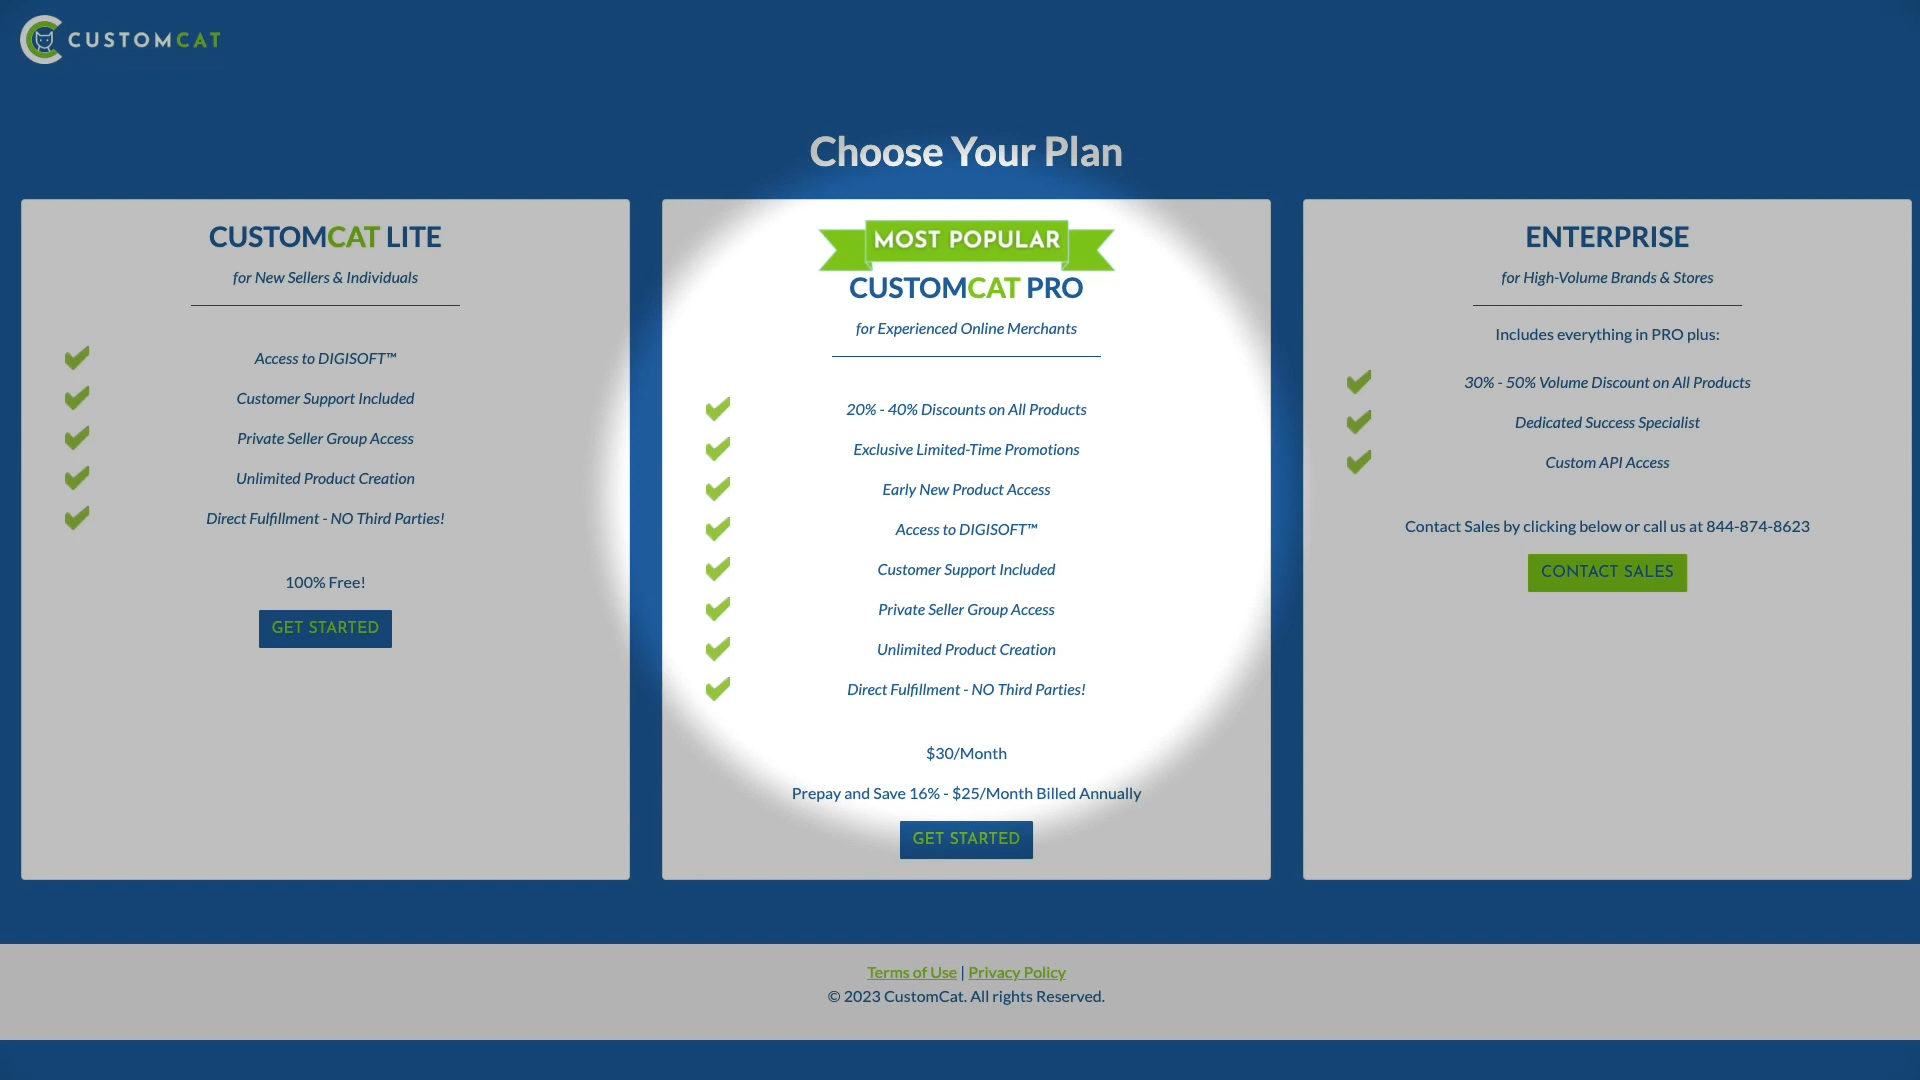 CUSTOMCAT
Choose Your Plan
CUSTOMCAT LITE
for New Sellers & Individuals
Access to DIGISOFT™
Customer Support Included
Private Seller Group Access
Unlimited Product Creation
Direct Fulfillment - NO Third Parties!
100% Free!
GET STARTED
MOST POPULAR
CUSTOMCAT PRO
for Experienced Online Merchants
20% - 40% Discounts on All Products
Exclusive Limited-Time Promotions
Early New Product Access
Access to DIGISOFT™
Customer Support Included
Private Seller Group Access
Unlimited Product Creation
Direct Fulfillment - NO Third Parties!
$30/Month
Prepay and Save 16% - $25/Month Billed Annually
GET STARTED
ENTERPRISE
for High-Volume Brands & Stores
Includes everything in PRO plus:
30% - 50% Volume Discount on All Products
Dedicated Success Specialist
Custom API Access
Contact Sales by clicking below or call us at 844-874-8623
CONTACT SALES
Terms of Use | Privacy Policy
© 2023 CustomCat. All rights Reserved.